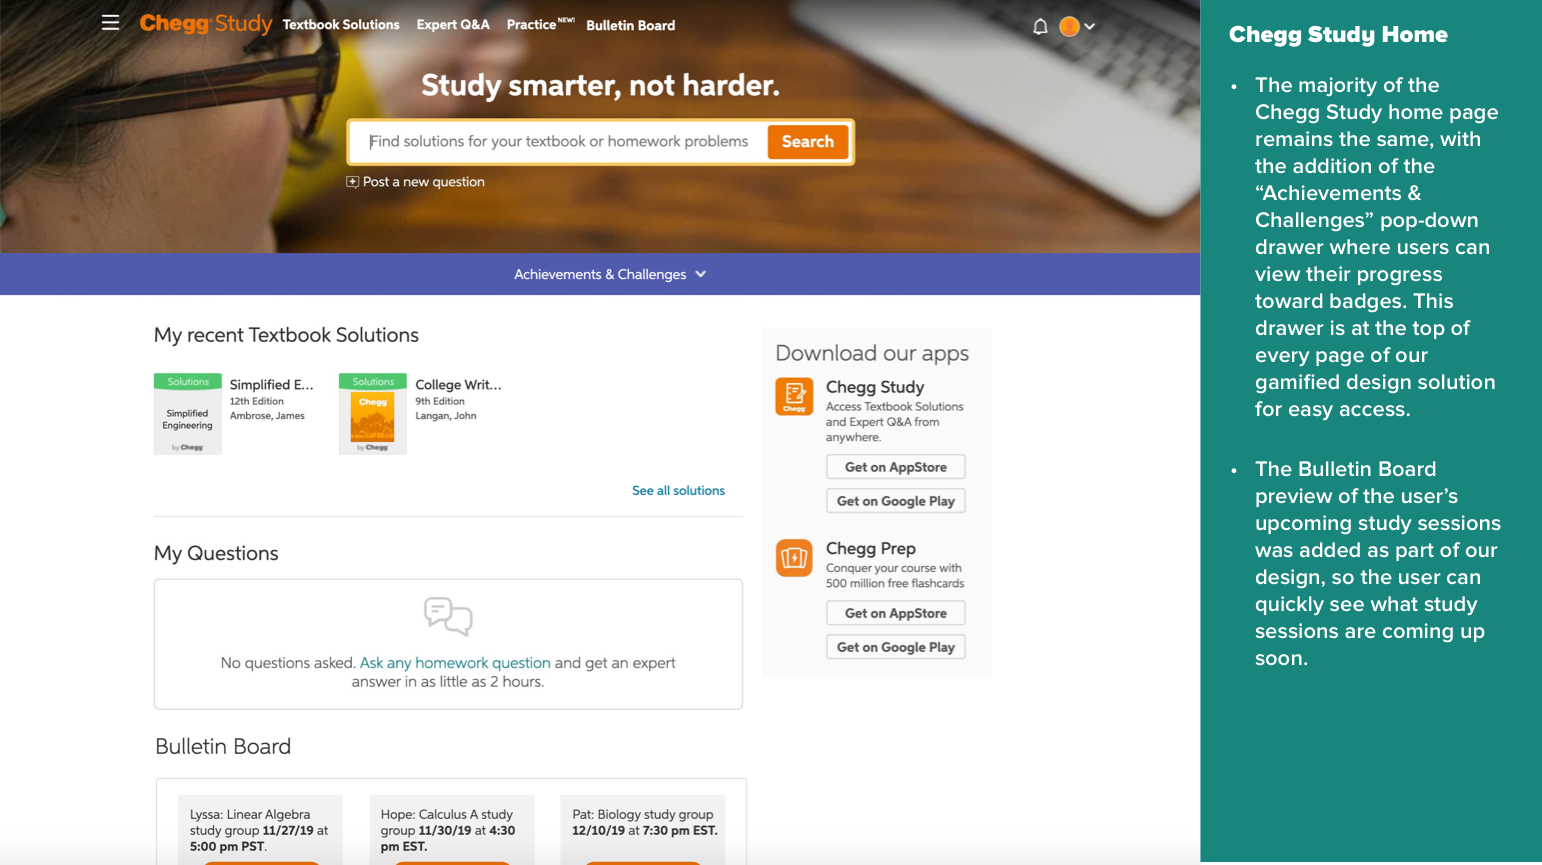 Chegg Study Textbook Solutions Expert Q&A Practice NEW! Bulletin Board
Study smarter, not harder.
Find solutions for your textbook or homework problems
Search
Post a new question
Achievements & Challenges
My recent Textbook Solutions
Solutions
Simplified
Engineering
by Chegg
Simplified E...
12th Edition
Ambrose, James
Solutions
Chegg
by Chegg
College Writ...
9th Edition
Langan, John
See all solutions
My Questions
No questions asked. Ask any homework question and get an expert
answer in as little as 2 hours.
Bulletin Board
Lyssa: Linear Algebra
study group 11/27/19 at
5:00 pm PST.
Hope: Calculus A study
group 11/30/19 at 4:30
pm EST.
Pat: Biology study group
12/10/19 at 7:30 pm EST.
Download our apps
Chegg
Chegg Study
Access Textbook Solutions
and Expert Q&A from
anywhere.
Get on AppStore
Get on Google Play
Chegg Prep
Conquer your course with
500 million free flashcards
Get on AppStore
Get on Google Play
Chegg Study Home
• The majority of the
Chegg Study home page
remains the same, with
the addition of the
“Achievements &
Challenges” pop-down
drawer where users can
view their progress
toward badges. This
drawer is at the top of
every page of our
gamified design solution
for easy access.
• The Bulletin Board
preview of the user’s
upcoming study sessions
was added as part of our
design, so the user can
quickly see what study
sessions are coming up
soon.